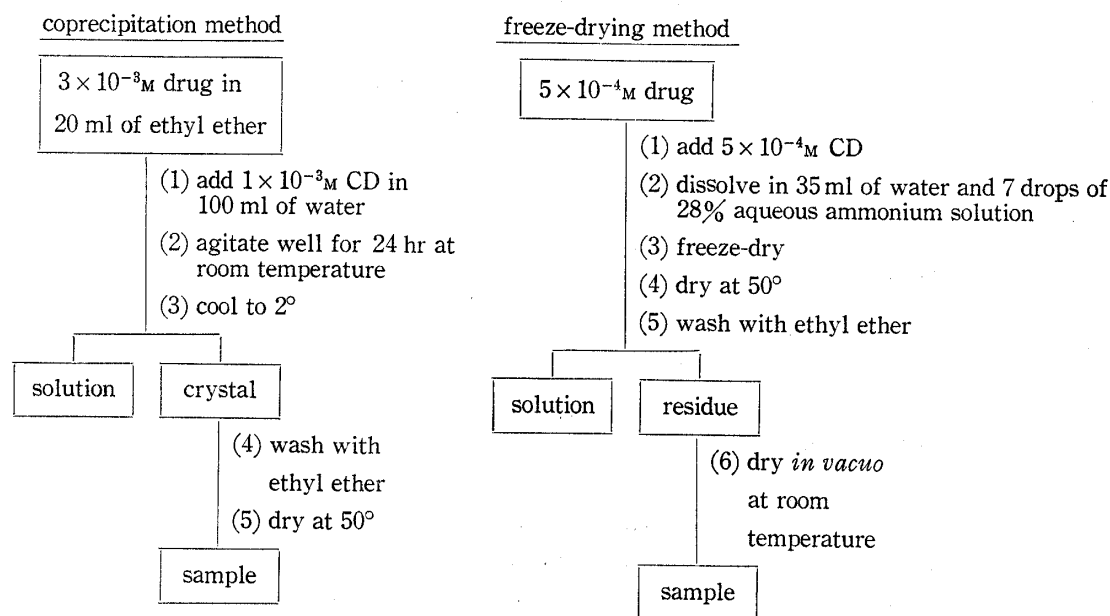 coprecipitation method
3 × 10⁻³M drug in
20 ml of ethyl ether
(1) add 1 × 10⁻³M CD in
100 ml of water
(2) agitate well for 24 hr at
room temperature
(3) cool to 2°
solution
crystal
(4) wash with
ethyl ether
(5) dry at 50°
sample
freeze-drying method
5 × 10⁻⁴M drug
(1) add 5 × 10⁻⁴M CD
(2) dissolve in 35 ml of water and 7 drops of
28% aqueous ammonium solution
(3) freeze-dry
(4) dry at 50°
(5) wash with ethyl ether
solution
residue
(6) dry in vacuo
at room
temperature
sample